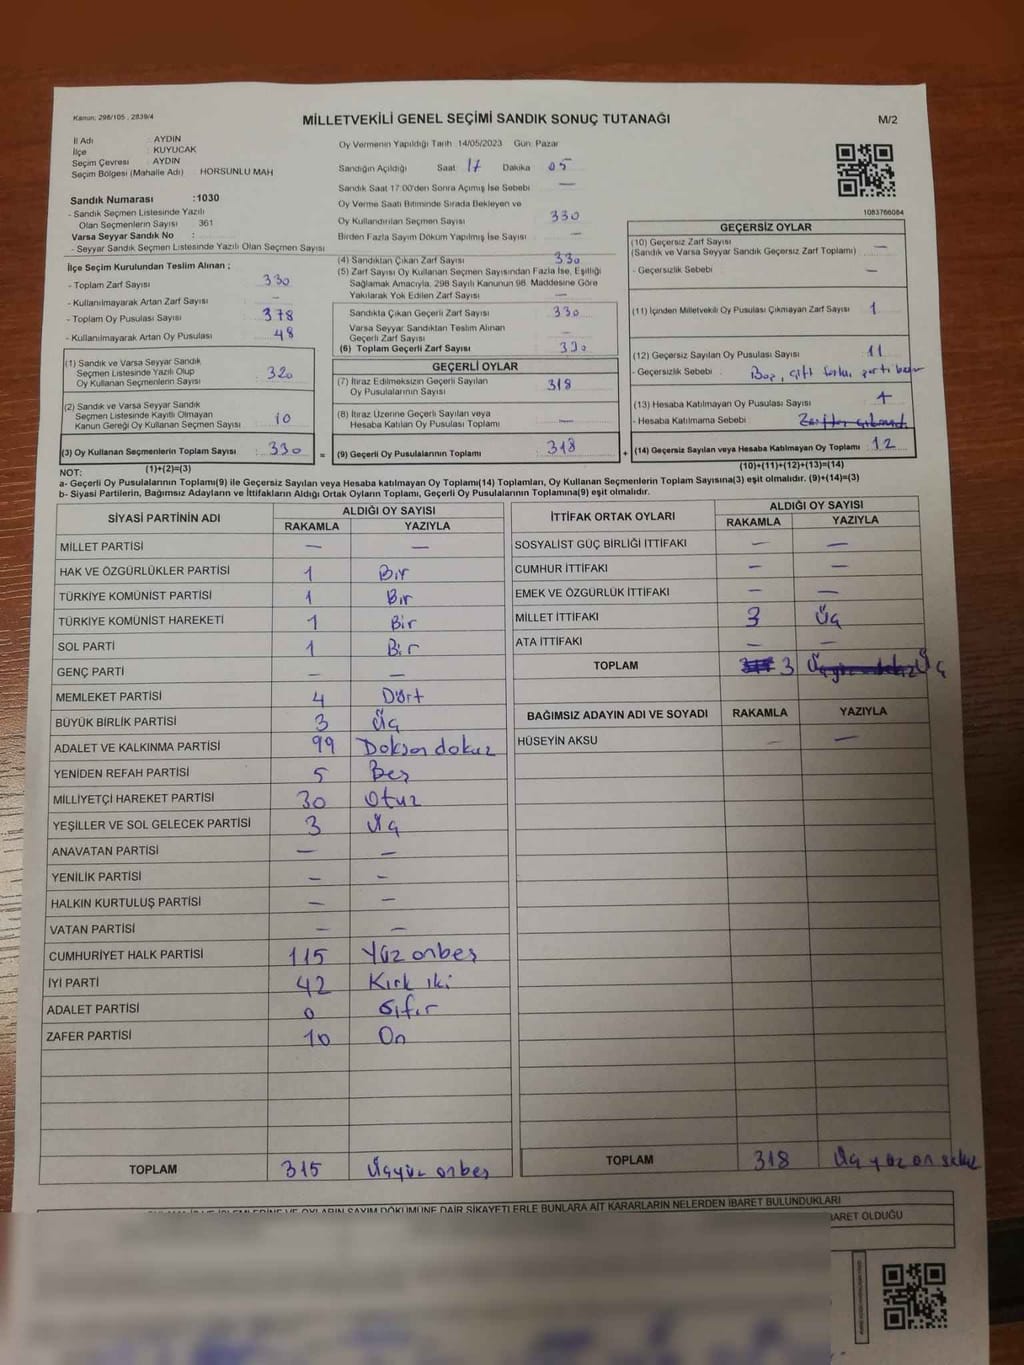 Kanun: 298/105 , 2839/4
MİLLETVEKİLİ GENEL SEÇİMİ SANDIK SONUÇ TUTANAĞI
M/2
İl Adı : AYDIN
İlçe : KUYUCAK
Seçim Çevresi : AYDIN
Seçim Bölgesi (Mahalle Adı) HORSUNLU MAH
Sandık Numarası :1030
- Sandık Seçmen Listesinde Yazılı
Olan Seçmenlerin Sayısı 361
Varsa Seyyar Sandık No :
- Seyyar Sandık Seçmen Listesinde Yazılı Olan Seçmen Sayısı
Oy Vermenin Yapıldığı Tarih 14/05/2023 Gün: Pazar
Sandığın Açıldığı Saat: 17 Dakika 05
Sandık Saat 17:00'den Sonra Açımış İse Sebebi —
Oy Verme Saati Bitiminde Sırada Bekleyen ve
Oy Kullandırılan Seçmen Sayısı 330
Birden Fazla Sayım Döküm Yapılmış İse Sayısı —
1083766084
İlçe Seçim Kurulundan Teslim Alınan ;
- Toplam Zarf Sayısı : 330
- Kullanılmayarak Artan Zarf Sayısı : —
- Toplam Oy Pusulası Sayısı : 378
- Kullanılmayarak Artan Oy Pusulası : 48
(4) Sandıktan Çıkan Zarf Sayısı 330
(5) Zarf Sayısı Oy Kullanan Seçmen Sayısından Fazla İse, Eşitliği
Sağlamak Amacıyla, 298 Sayılı Kanunun 98. Maddesine Göre
Yakılarak Yok Edilen Zarf Sayısı —
Sandıkta Çıkan Geçerli Zarf Sayısı : 330
Varsa Seyyar Sandıktan Teslim Alınan
Geçerli Zarf Sayısı : —
(6) Toplam Geçerli Zarf Sayısı : 330
GEÇERSİZ OYLAR
(10) Geçersiz Zarf Sayısı
(Sandık ve Varsa Seyyar Sandık Geçersiz Zarf Toplamı) : —
- Geçersizlik Sebebi : —
(11) İçinden Milletvekili Oy Pusulası Çıkmayan Zarf Sayısı : 1
(12) Geçersiz Sayılan Oy Pusulası Sayısı : 11
- Geçersizlik Sebebi : Boş, çift
(13) Hesaba Katılmayan Oy Pusulası Sayısı :
- Hesaba Katılmama Sebebi :
(14) Geçersiz Sayılan veya Hesaba Katılmayan Oy Toplamı : 12
(10)+(11)+(12)+(13)=(14)
(1) Sandık ve Varsa Seyyar Sandık
Seçmen Listesinde Yazılı Olup
Oy Kullanan Seçmenlerin Sayısı : 320
(2) Sandık ve Varsa Seyyar Sandık
Seçmen Listesinde Kayıtlı Olmayan
Kanun Gereği Oy Kullanan Seçmen Sayısı : 10
(3) Oy Kullanan Seçmenlerin Toplam Sayısı : 330 =
(1)+(2)=(3)
GEÇERLİ OYLAR
(7) İtiraz Edilmeksizin Geçerli Sayılan
Oy Pusulalarının Sayısı : 318
(8) İtiraz Üzerine Geçerli Sayılan veya
Hesaba Katılan Oy Pusulası Toplamı : —
(9) Geçerli Oy Pusulalarının Toplamı : 318 +
NOT:
a- Geçerli Oy Pusulalarının Toplamı(9) ile Geçersiz Sayılan veya Hesaba katılmayan Oy Toplamı(14) Toplamları, Oy Kullanan Seçmenlerin Toplam Sayısına(3) eşit olmalıdır. (9)+(14)=(3)
b- Siyasi Partilerin, Bağımsız Adayların ve İttifakların Aldığı Ortak Oyların Toplamı, Geçerli Oy Pusulalarının Toplamına(9) eşit olmalıdır.
SİYASİ PARTİNİN ADI ALDIĞI OY SAYISI
RAKAMLA YAZIYLA
MİLLET PARTİSİ — —
HAK VE ÖZGÜRLÜKLER PARTİSİ 1 Bir
TÜRKİYE KOMÜNİST PARTİSİ 1 Bir
TÜRKİYE KOMÜNİST HAREKETİ 1 Bir
SOL PARTİ 1 Bir
GENÇ PARTİ — —
MEMLEKET PARTİSİ 4 Dört
BÜYÜK BİRLİK PARTİSİ 3 Üç
ADALET VE KALKINMA PARTİSİ 99 Doksan dokuz
YENİDEN REFAH PARTİSİ 5 Beş
MİLLİYETÇİ HAREKET PARTİSİ 30 Otuz
YEŞİLLER VE SOL GELECEK PARTİSİ 3 Üç
ANAVATAN PARTİSİ — —
YENİLİK PARTİSİ — —
HALKIN KURTULUŞ PARTİSİ — —
VATAN PARTİSİ — —
CUMHURİYET HALK PARTİSİ 115 Yüz onbeş
İYİ PARTİ 42 Kırk iki
ADALET PARTİSİ 0 Sıfır
ZAFER PARTİSİ 10 On
TOPLAM 315 Üçyüz onbeş
İTTİFAK ORTAK OYLARI ALDIĞI OY SAYISI
RAKAMLA YAZIYLA
SOSYALİST GÜÇ BİRLİĞİ İTTİFAKI — —
CUMHUR İTTİFAKI — —
EMEK VE ÖZGÜRLÜK İTTİFAKI — —
MİLLET İTTİFAKI 3 Üç
ATA İTTİFAKI — —
TOPLAM 3 Üç
BAĞIMSIZ ADAYIN ADI VE SOYADI RAKAMLA YAZIYLA
HÜSEYİN AKSU — —
TOPLAM 318 Üç yüz on sekiz
DÖKÜMÜNE DAİR ŞİKAYETLERLE BUNLARA AİT KARARLARIN NELERDEN İBARET BULUNDUKLARI
OLDUĞU